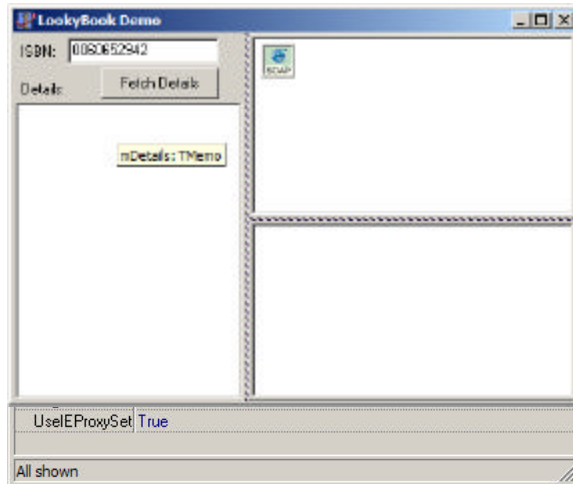 LookyBook Demo
ISBN: 0060652942
Details: Fetch Details
SOAP
mDetails: TMemo
UseIEProxySet True
All shown